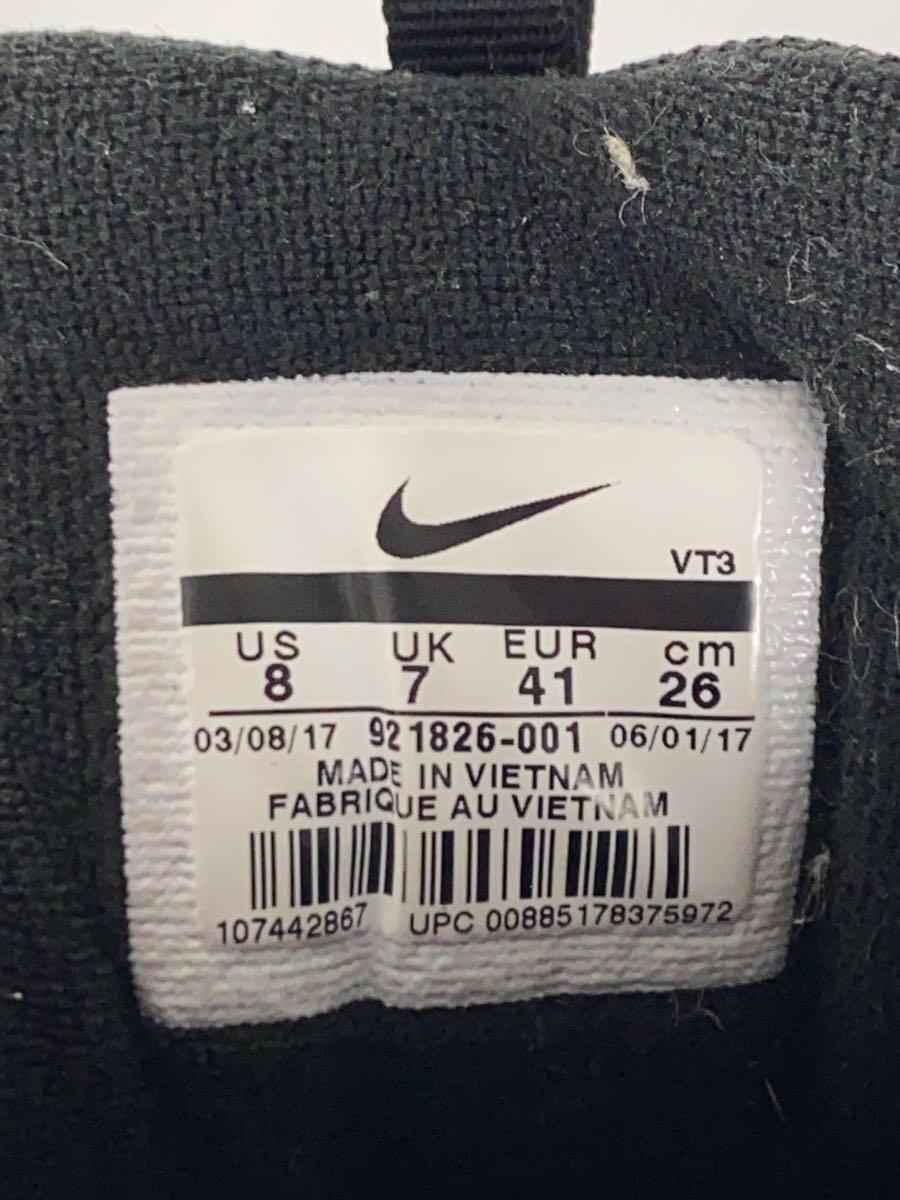 VT3
US UK EUR cm
8 7 41 26
03/08/17 921826-001 06/01/17
MADE IN VIETNAM
FABRIQUE AU VIETNAM
107442867 UPC 00885178375972